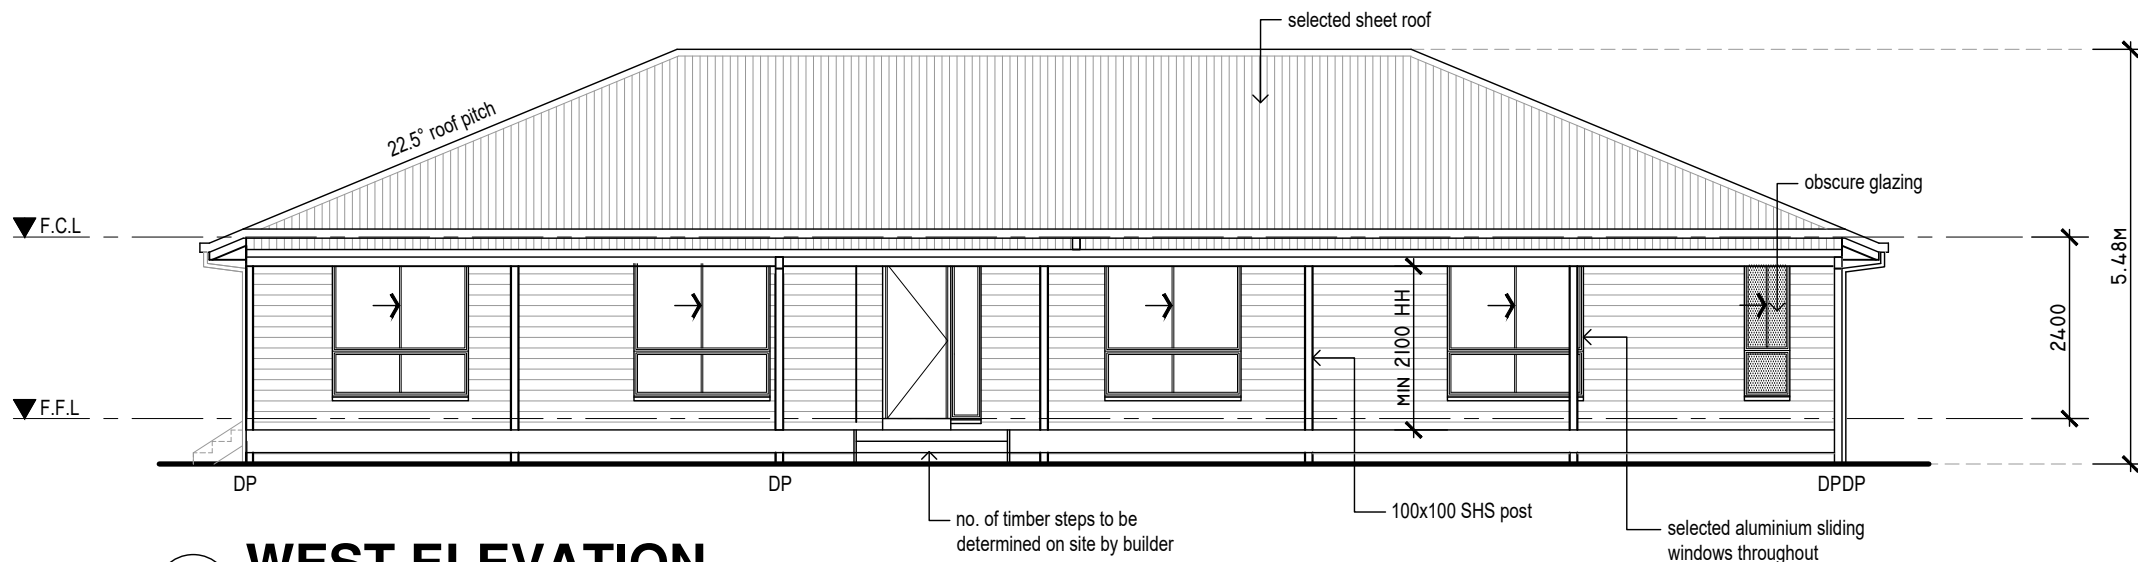 selected sheet roof
22.5° roof pitch
obscure glazing
F.C.L
5.48M
2400
MIN 2100 HH
F.F.L
DP
DP
DPDP
no. of timber steps to be
determined on site by builder
100x100 SHS post
selected aluminium sliding
windows throughout
WEST ELEVATION